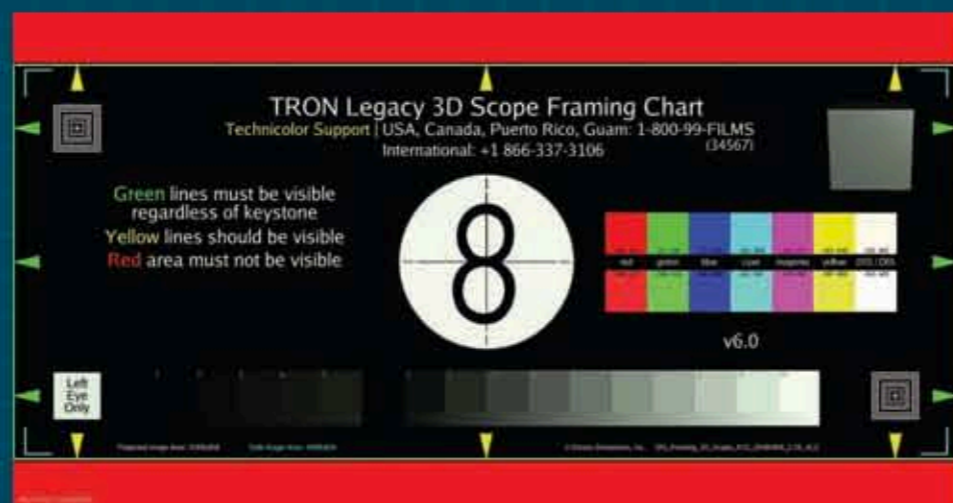 TRON Legacy 3D Scope Framing Chart
Technicolor Support | USA, Canada, Puerto Rico, Guam: 1-800-99-FILMS
(34567)
International: +1 866-337-3106
Green lines must be visible
regardless of keystone
Yellow lines should be visible
Red area must not be visible
8
red green blue cyan magenta yellow
v6.0
Left
Eye
Only